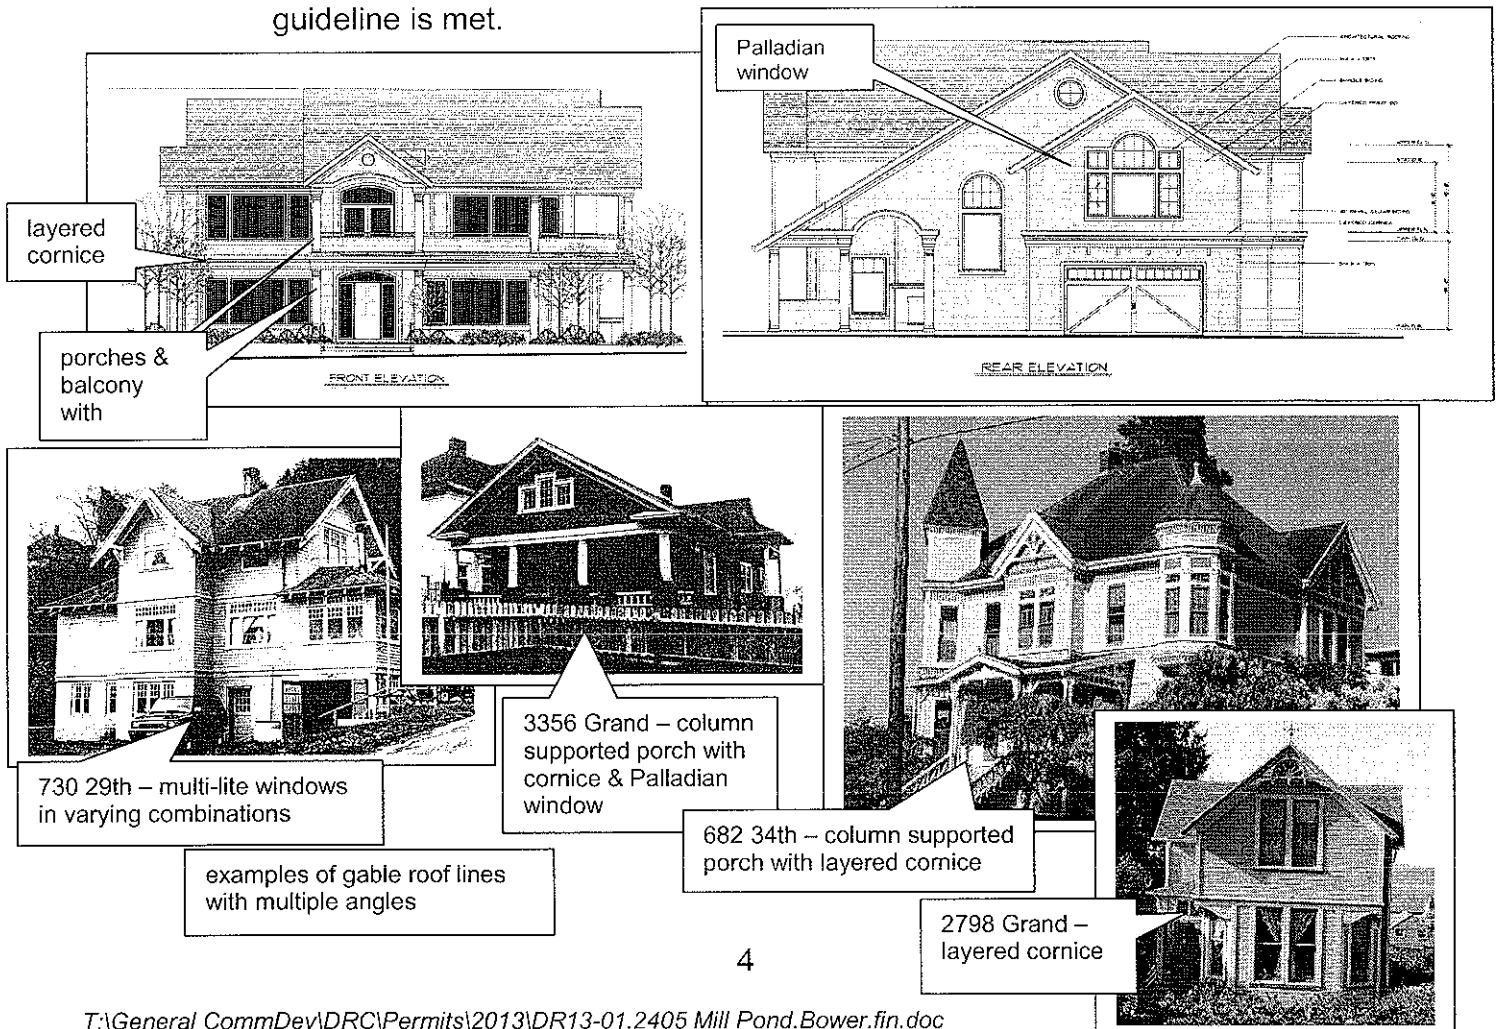 guideline is met.
Palladian
window
layered
cornice
porches &
balcony
with
FRONT ELEVATION
REAR ELEVATION
730 29th – multi-lite windows
in varying combinations
3356 Grand – column
supported porch with
cornice & Palladian
window
682 34th – column supported
porch with layered cornice
examples of gable roof lines
with multiple angles
2798 Grand –
layered cornice
4
T:\General CommDev\DRC\Permits\2013\DR13-01.2405 Mill Pond.Bower.fin.doc